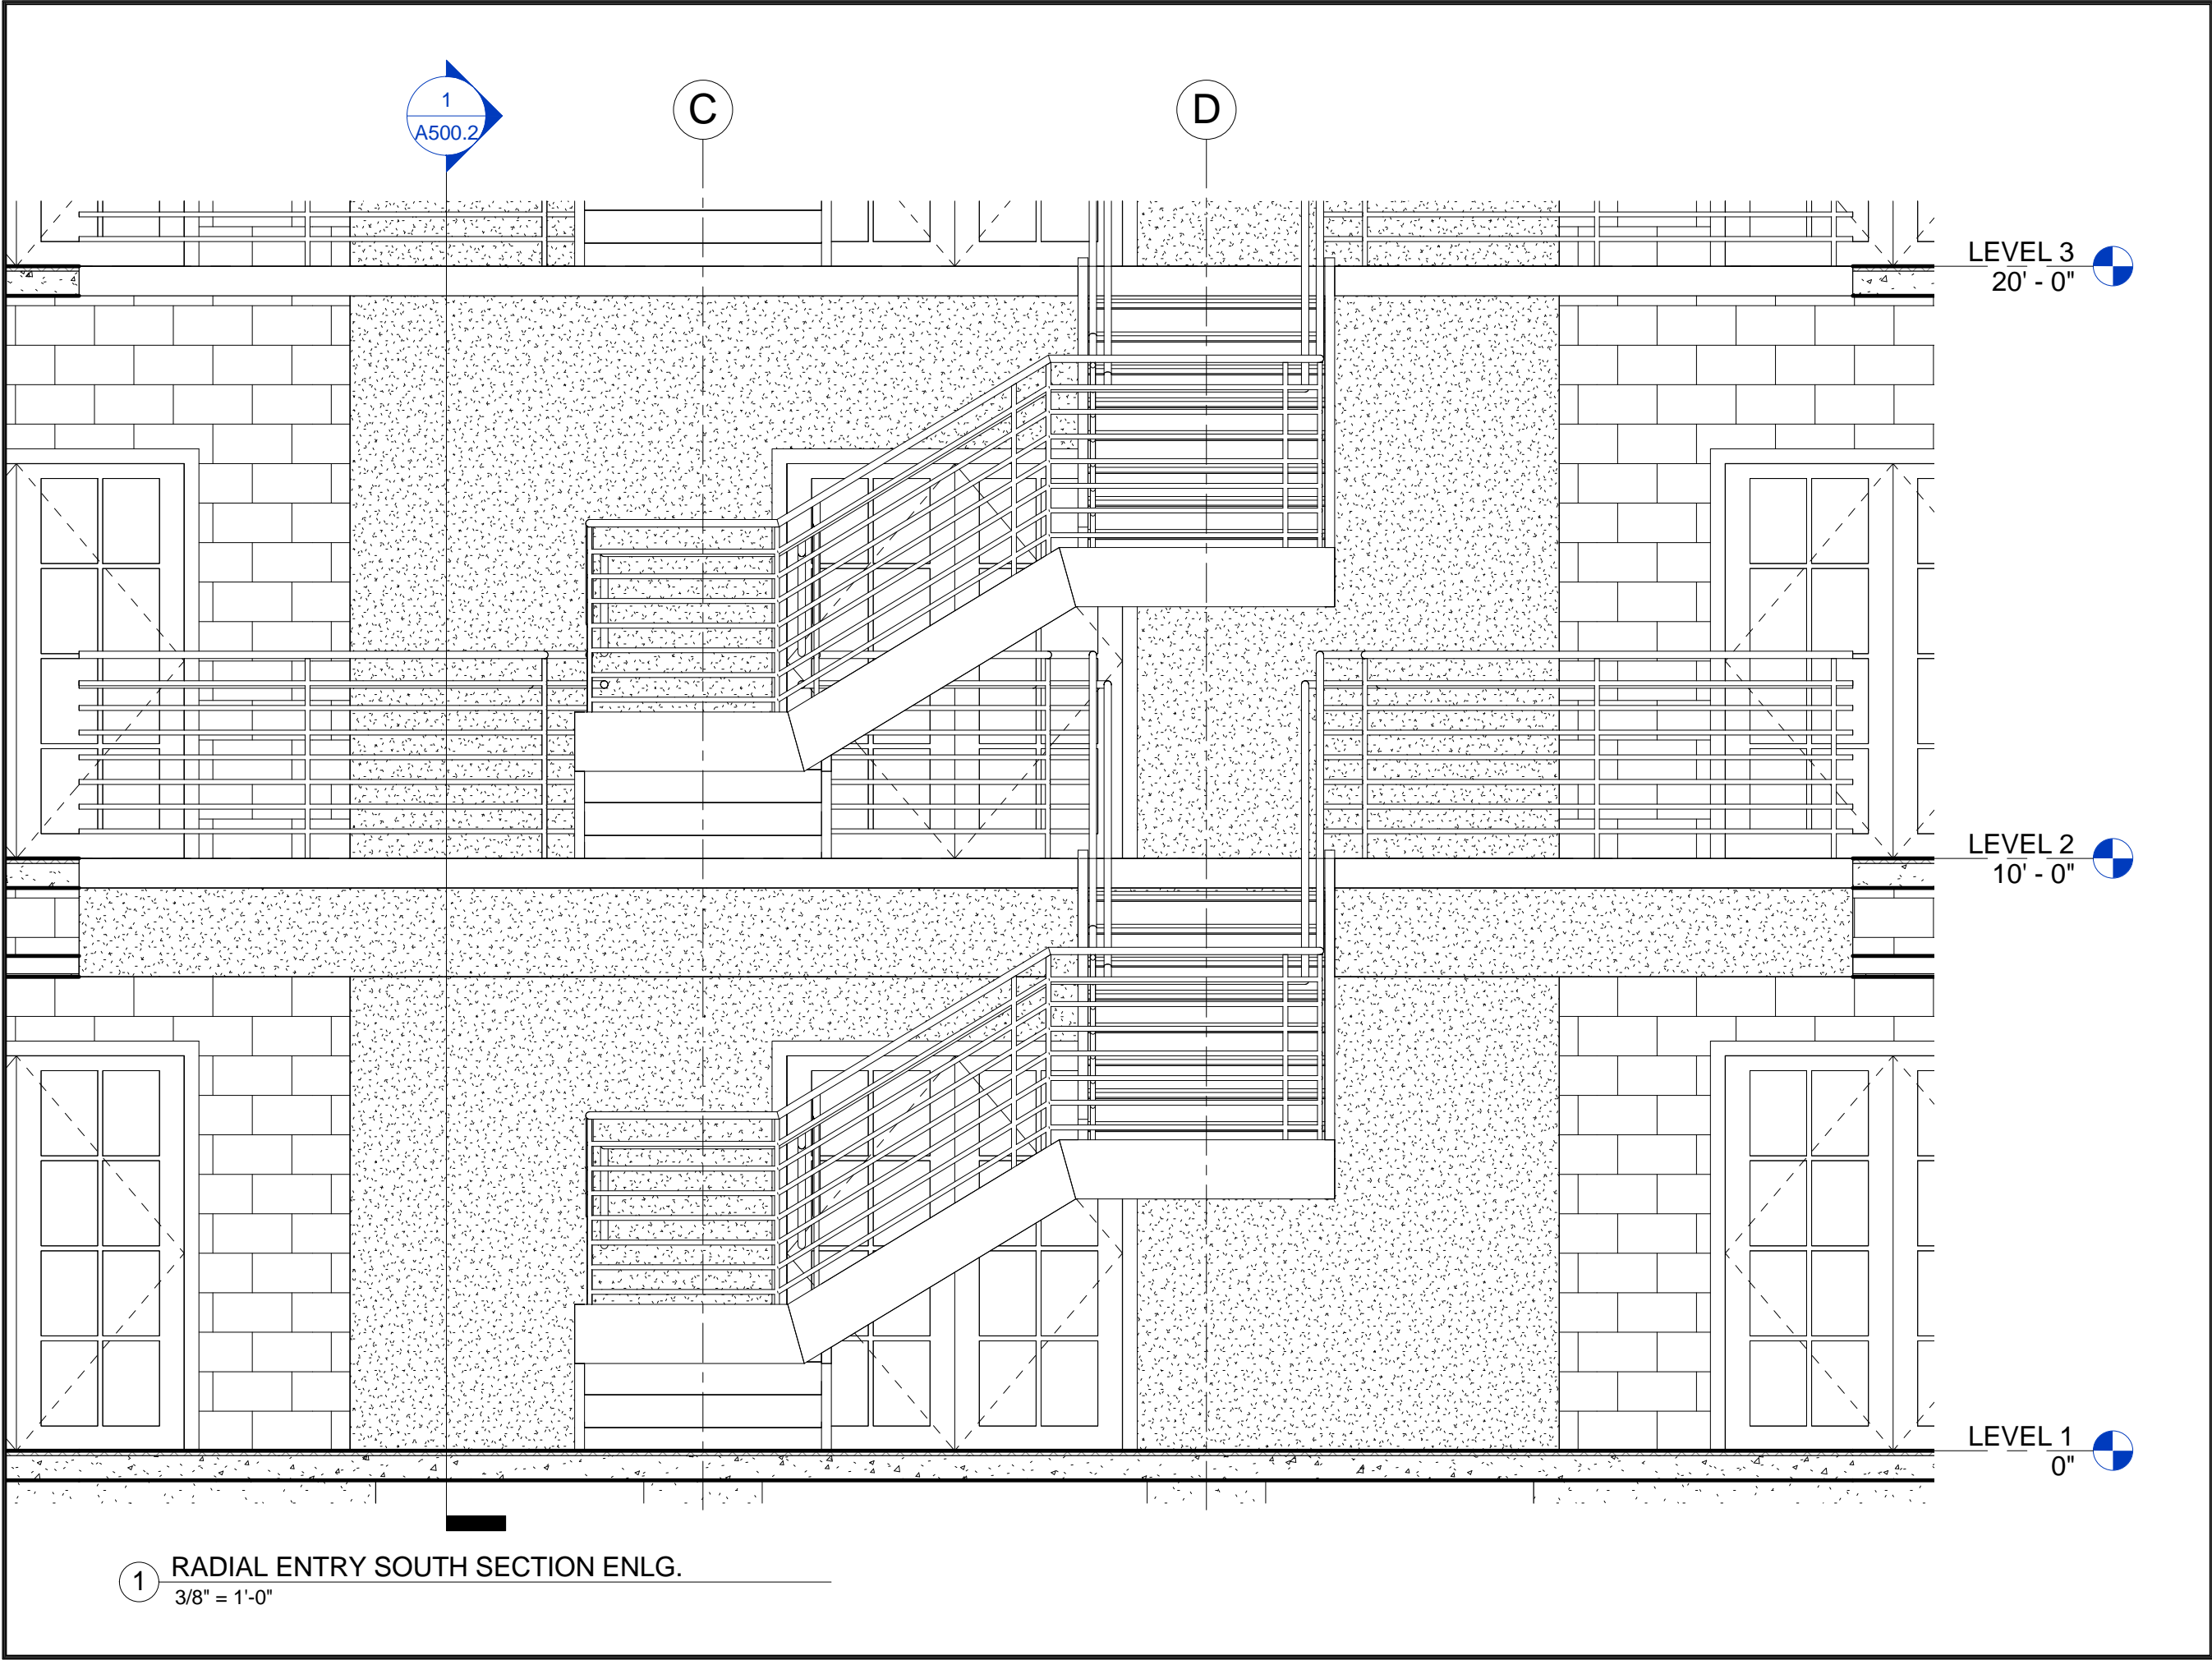 1
A500.2
C
D
LEVEL 3
20' - 0"
LEVEL 2
10' - 0"
LEVEL 1
0"
1
RADIAL ENTRY SOUTH SECTION ENLG.
3/8" = 1'-0"